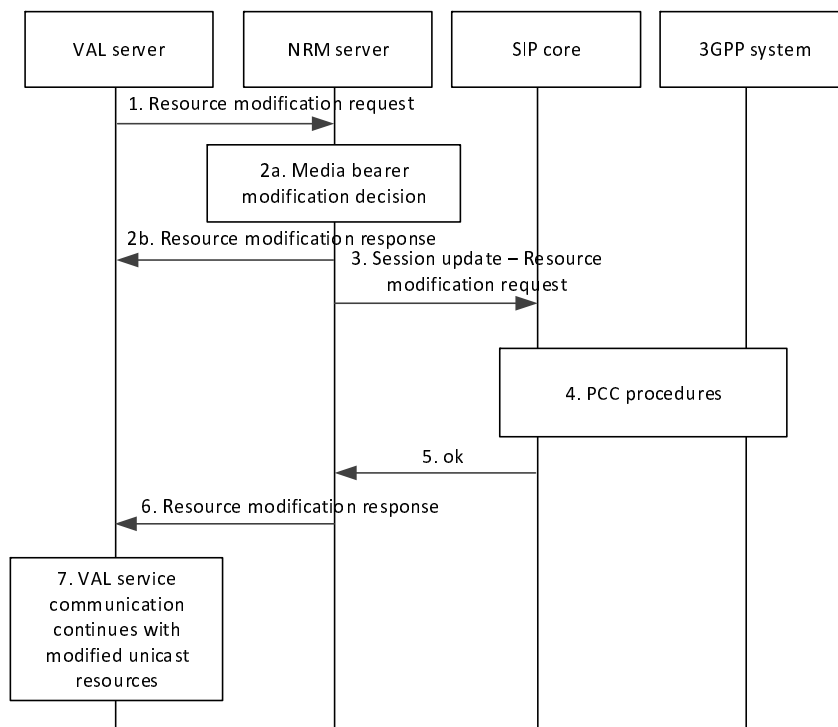 VAL server
NRM server
SIP core
3GPP system
1. Resource modification request
2a. Media bearer
modification decision
2b. Resource modification response
3. Session update – Resource
modification request
4. PCC procedures
5. ok
6. Resource modification response
7. VAL service
communication
continues with
modified unicast
resources